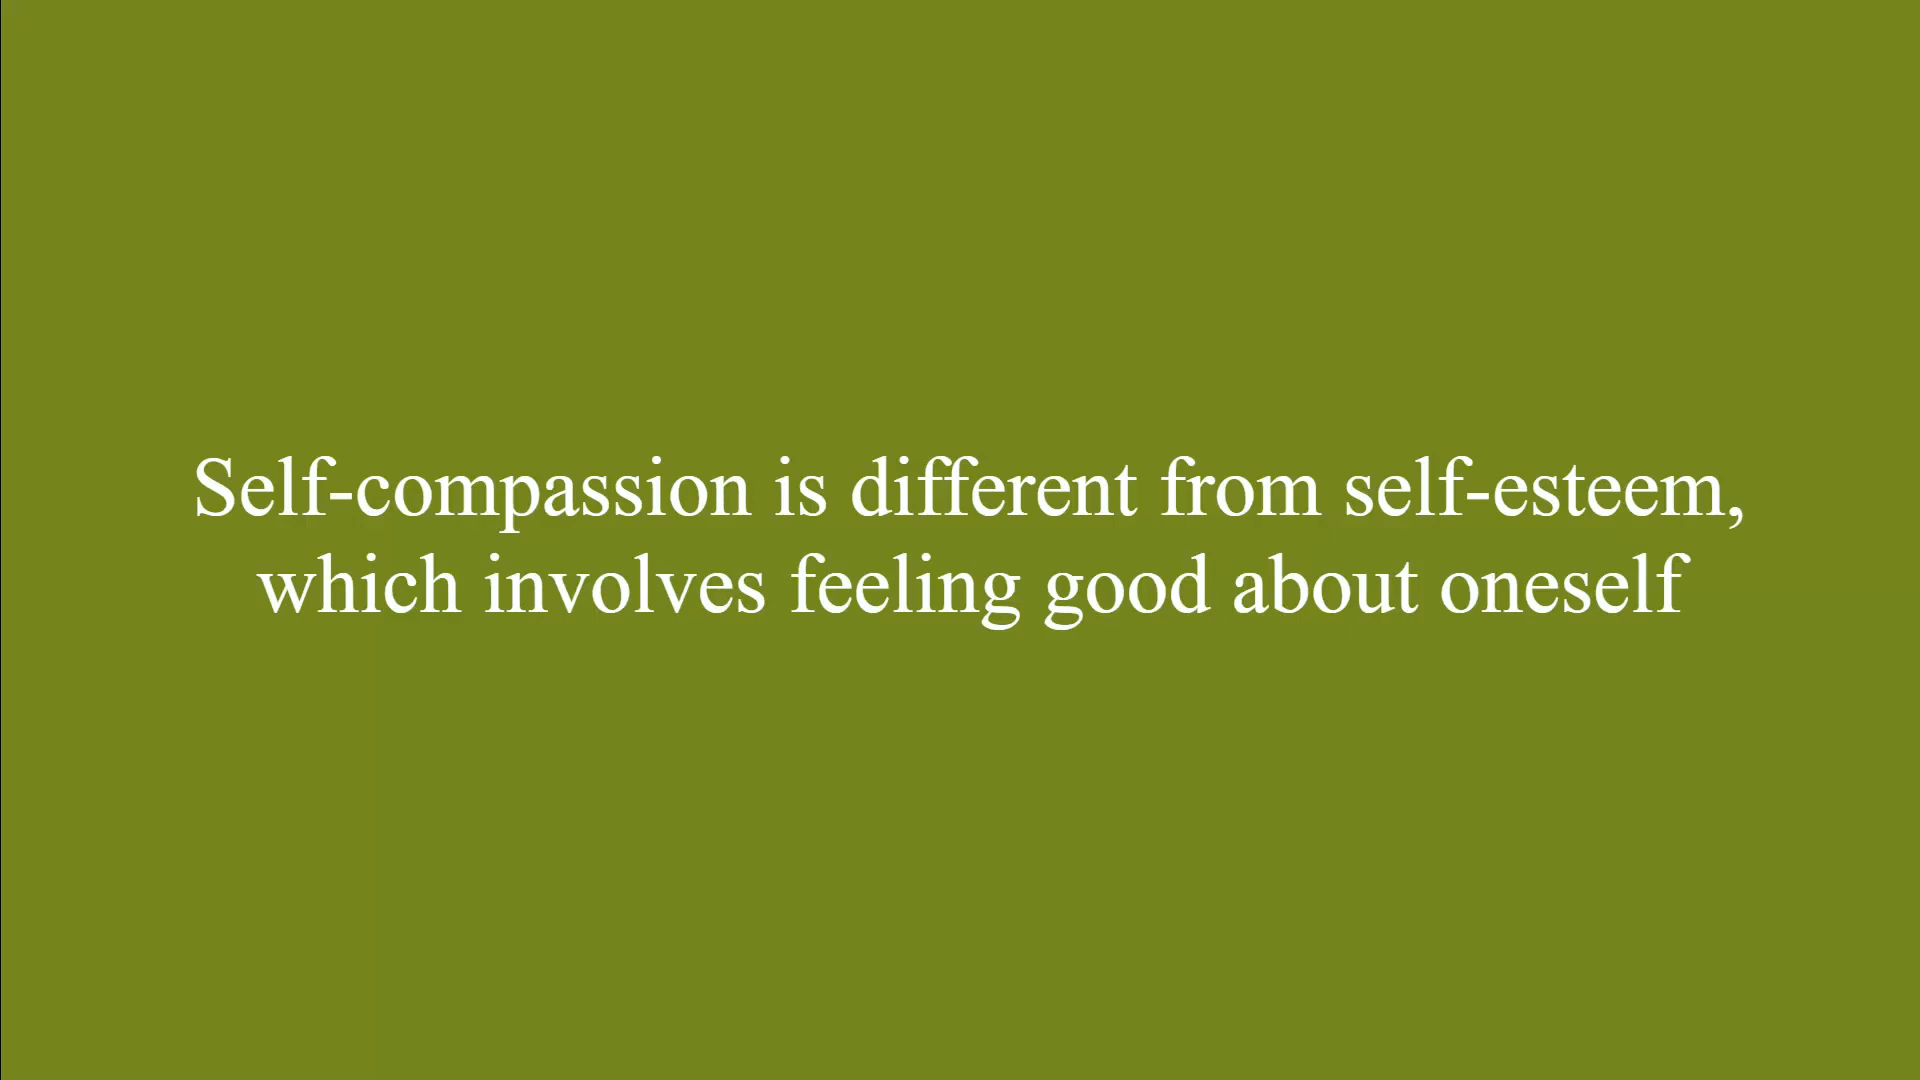 Self-compassion is different from self-esteem,
which involves feeling good about oneself